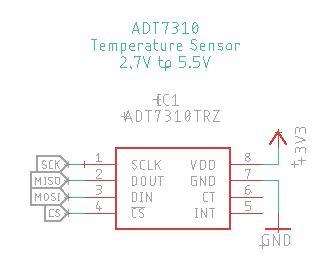 ADT7310
Temperature Sensor
2.7V to 5.5V
IC1
ADT7310TRZ
SCK 1 SCLK VDD 8 +3V3
MISO 2 DOUT GND 7
MOSI 3 DIN CT 6
CS 4 CS INT 5
GND